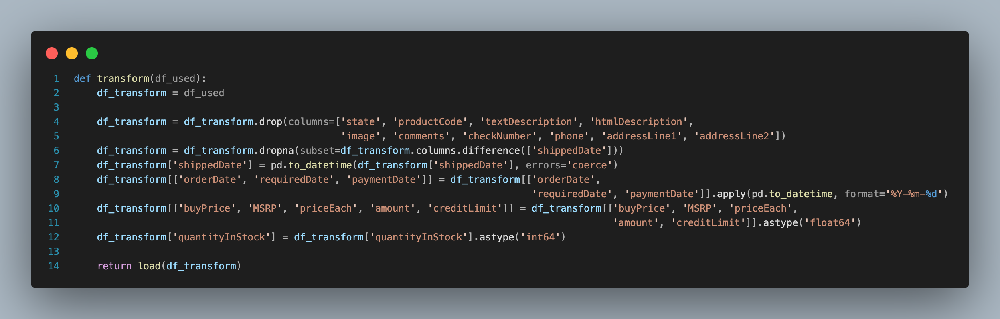 1 def transform(df_used):
2     df_transform = df_used
3
4     df_transform = df_transform.drop(columns=['state', 'productCode', 'textDescription', 'htmlDescription',
5                                               'image', 'comments', 'checkNumber', 'phone', 'addressLine1', 'addressLine2'])
6     df_transform = df_transform.dropna(subset=df_transform.columns.difference(['shippedDate']))
7     df_transform['shippedDate'] = pd.to_datetime(df_transform['shippedDate'], errors='coerce')
8     df_transform[['orderDate', 'requiredDate', 'paymentDate']] = df_transform[['orderDate',
9                                                                                'requiredDate', 'paymentDate']].apply(pd.to_datetime, format='%Y-%m-%d')
10     df_transform[['buyPrice', 'MSRP', 'priceEach', 'amount', 'creditLimit']] = df_transform[['buyPrice', 'MSRP', 'priceEach',
11                                                                                              'amount', 'creditLimit']].astype('float64')
12     df_transform['quantityInStock'] = df_transform['quantityInStock'].astype('int64')
13
14     return load(df_transform)